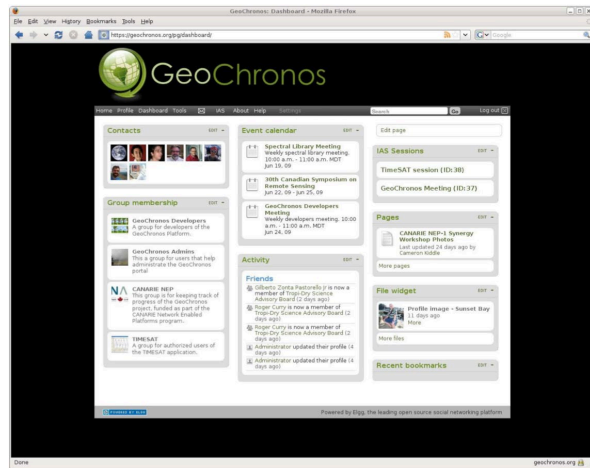 GeoChronos: Dashboard - Mozilla Firefox
File Edit View History Bookmarks Tools Help
https://geochronos.org/pg/dashboard/
Google
GeoChronos
Home Profile Dashboard Tools IAS About Help Settings
Search
Go
Log out
Contacts
EDIT
Group membership
EDIT
GeoChronos Developers
A group for developers of the
GeoChronos Platform.
GeoChronos Admins
This a group for users that help
administrate the GeoChronos
portal
CANARIE NEP
This group is for keeping track of
progress of the GeoChronos
project, funded as part of the
CANARIE Network Enabled
Platforms program.
TIMESAT
A group for authorized users of
the TIMESAT application.
Event calendar
EDIT
Spectral Library Meeting
Weekly spectral library meeting.
10:00 a.m. - 11:00 a.m. MDT
Jun 19, 09
30th Canadian Symposium on
Remote Sensing
Jun 22, 09 - Jun 25, 09
GeoChronos Developers
Meeting
Weekly developers meeting. 10:00
a.m. - 11:00 a.m. MDT
Jun 24, 09
Activity
EDIT
Friends
Gilberto Zonta Pastorello Jr is now a
member of Tropi-Dry Science
Advisory Board (2 days ago)
Roger Curry is now a member of
Tropi-Dry Science Advisory Board (2
days ago)
Roger Curry is now a member of
Tropi-Dry Science Advisory Board (2
days ago)
Administrator updated their profile (4
days ago)
Administrator updated their profile (4
days ago)
Edit page
IAS Sessions
EDIT
TimeSAT session (ID:38)
GeoChronos Meeting (ID:37)
Pages
EDIT
CANARIE NEP-1 Synergy
Workshop Photos
Last updated 24 days ago by
Cameron Kiddle
More pages
File widget
EDIT
Profile image - Sunset Bay
11 days ago
More
More files
Recent bookmarks
EDIT
POWERED BY ELGG
Powered by Elgg, the leading open source social networking platform
Done
geochronos.org